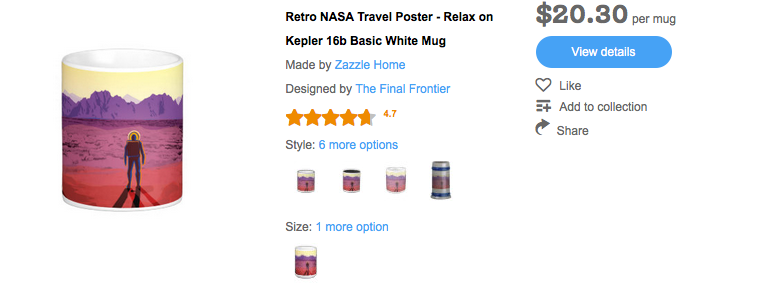 Retro NASA Travel Poster - Relax on
Kepler 16b Basic White Mug
Made by Zazzle Home
Designed by The Final Frontier
4.7
Style: 6 more options
Size: 1 more option
$20.30 per mug
View details
Like
Add to collection
Share